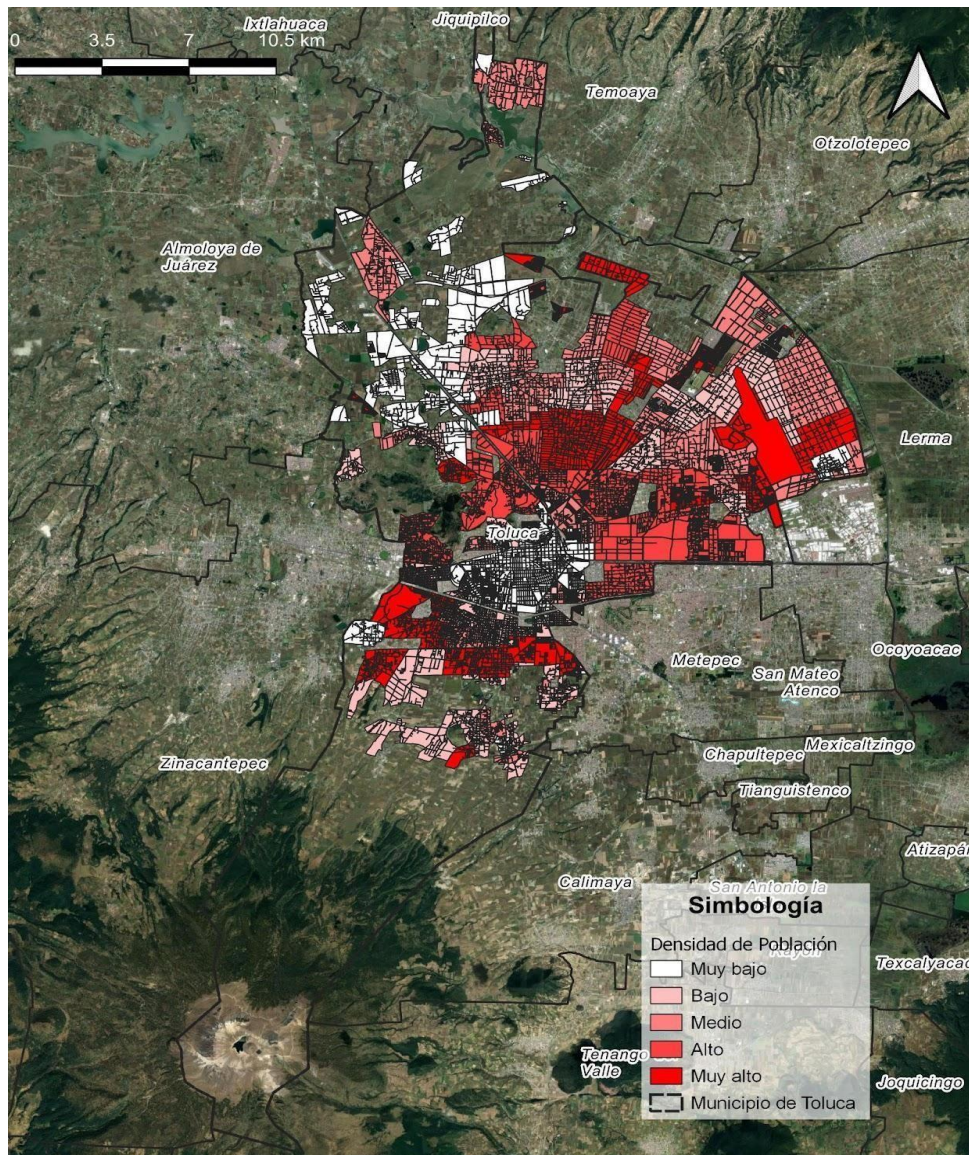 Ixtlahuaca
Jiquipilco
0 3.5 7 10.5 km
Temoaya
Otzolotepec
Almoloya de
Juárez
Lerma
Toluca
Ocoyoacac
Metepec
San Mateo
Atenco
Zinacantepec
Chapultepec
Mexicaltzingo
Tianguistenco
Atizapán
Calimaya
San Antonio la
Simbología
Densidad de Población
Rayón
Texcalyacac
Muy bajo
Bajo
Medio
Alto
Muy alto
Municipio de Toluca
Tenango
Valle
Joquicingo